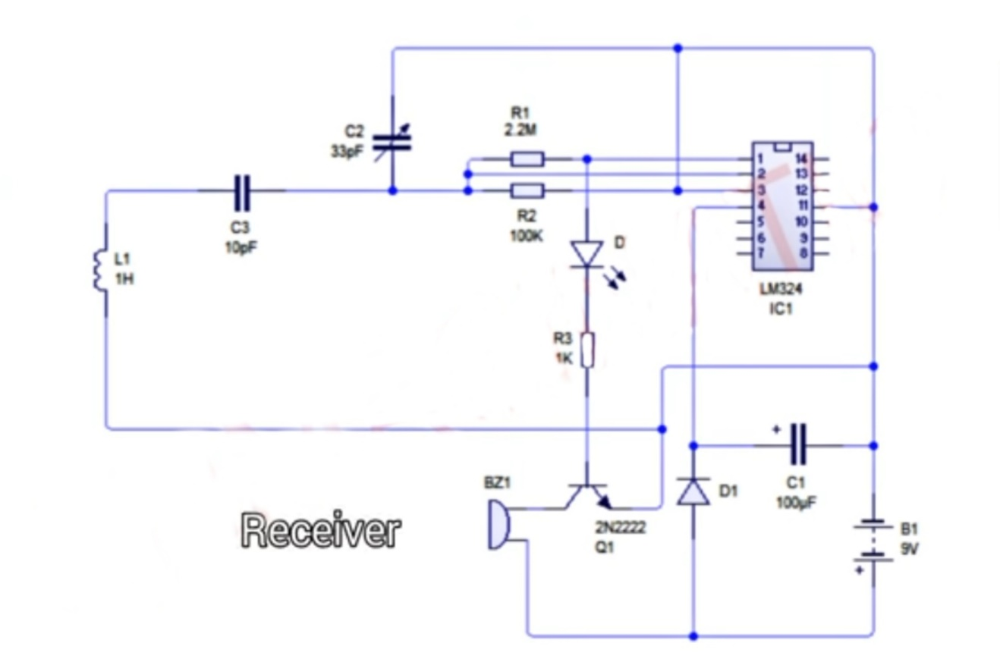 R1
2.2M
C2
33pF
1 14
2 13
3 12
4 11
5 10
6 9
7 8
R2
100K
C3
10pF
D
L1
1H
LM324
IC1
R3
1K
+
BZ1
C1
100µF
D1
Receiver
2N2222
Q1
B1
9V
+